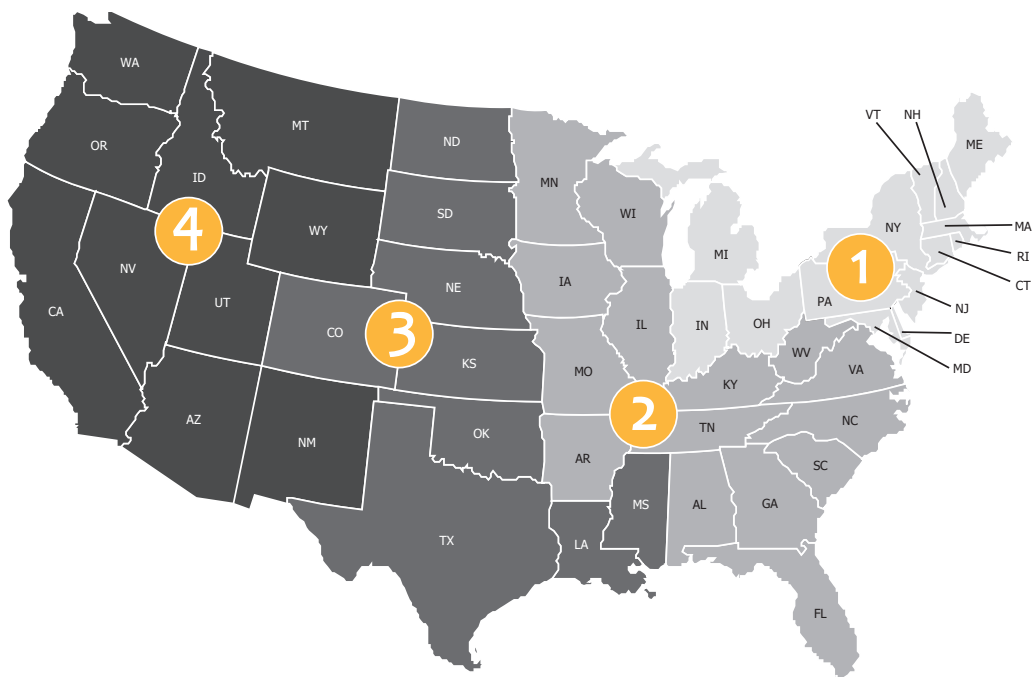 WA
MT
ND
MN
VT
NH
ME
OR
ID
SD
WI
NY
MA
RI
CT
4
WY
MI
1
NV
UT
NE
IA
PA
NJ
CA
CO
3
KS
IL
IN
OH
DE
MD
MO
WV
VA
KY
2
AZ
NM
OK
TN
NC
AR
SC
MS
AL
GA
TX
LA
FL